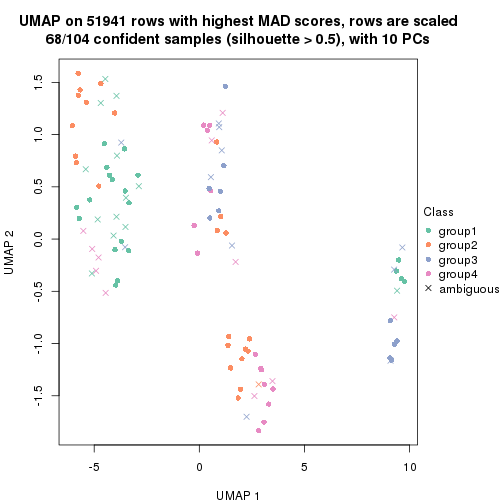 UMAP on 51941 rows with highest MAD scores, rows are scaled
68/104 confident samples (silhouette > 0.5), with 10 PCs
1.5
1.0
0.5
0.0
-0.5
-1.0
-1.5
UMAP 2
-5
0
5
10
UMAP 1
Class
group1
group2
group3
group4
ambiguous